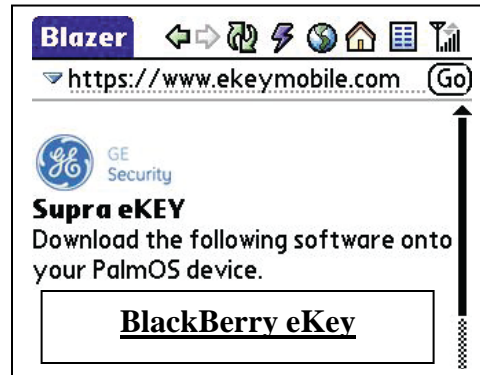 Blazer
https://www.ekeymobile.com Go
GE
GE
Security
Supra eKEY
Download the following software onto
your PalmOS device.
BlackBerry eKey